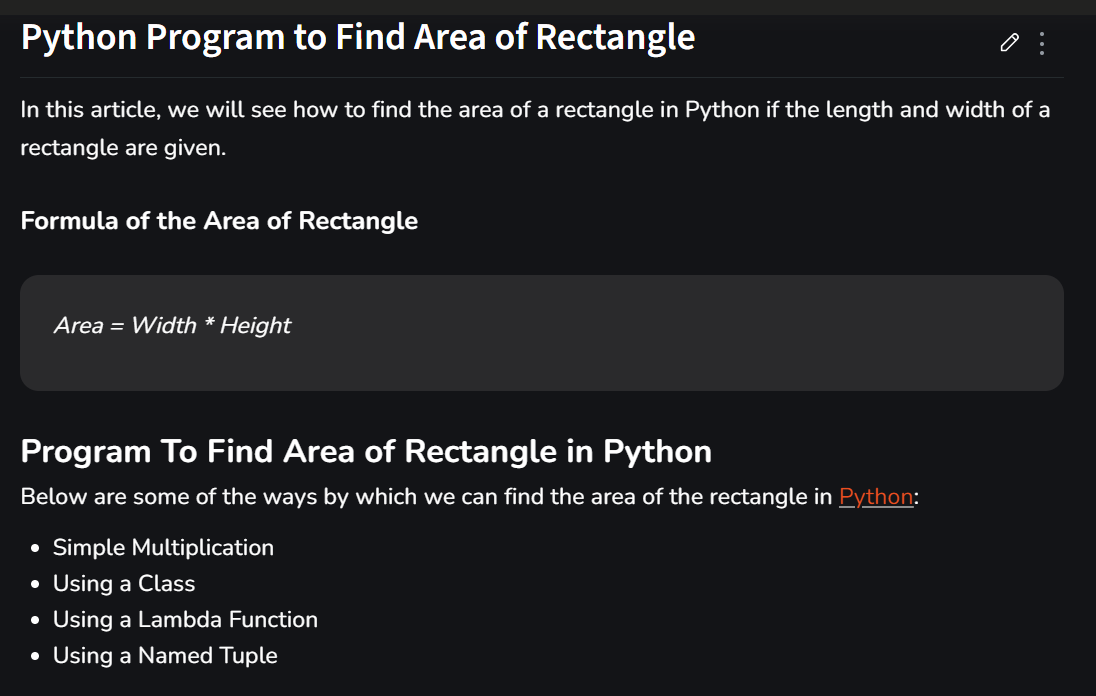 Python Program to Find Area of Rectangle
In this article, we will see how to find the area of a rectangle in Python if the length and width of a
rectangle are given.
Formula of the Area of Rectangle
Area = Width * Height
Program To Find Area of Rectangle in Python
Below are some of the ways by which we can find the area of the rectangle in Python:
• Simple Multiplication
• Using a Class
• Using a Lambda Function
• Using a Named Tuple